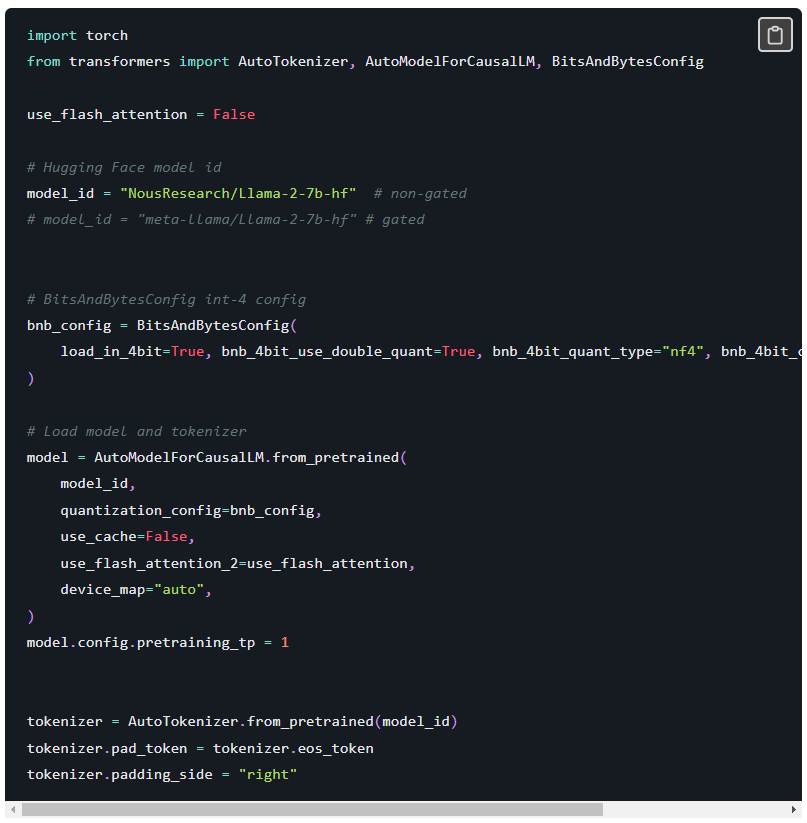 import torch
from transformers import AutoTokenizer, AutoModelForCausalLM, BitsAndBytesConfig
use_flash_attention = False
# Hugging Face model id
model_id = "NousResearch/Llama-2-7b-hf"  # non-gated
# model_id = "meta-llama/Llama-2-7b-hf" # gated
# BitsAndBytesConfig int-4 config
bnb_config = BitsAndBytesConfig(
    load_in_4bit=True, bnb_4bit_use_double_quant=True, bnb_4bit_quant_type="nf4", bnb_4bit_c
)
# Load model and tokenizer
model = AutoModelForCausalLM.from_pretrained(
    model_id,
    quantization_config=bnb_config,
    use_cache=False,
    use_flash_attention_2=use_flash_attention,
    device_map="auto",
)
model.config.pretraining_tp = 1
tokenizer = AutoTokenizer.from_pretrained(model_id)
tokenizer.pad_token = tokenizer.eos_token
tokenizer.padding_side = "right"